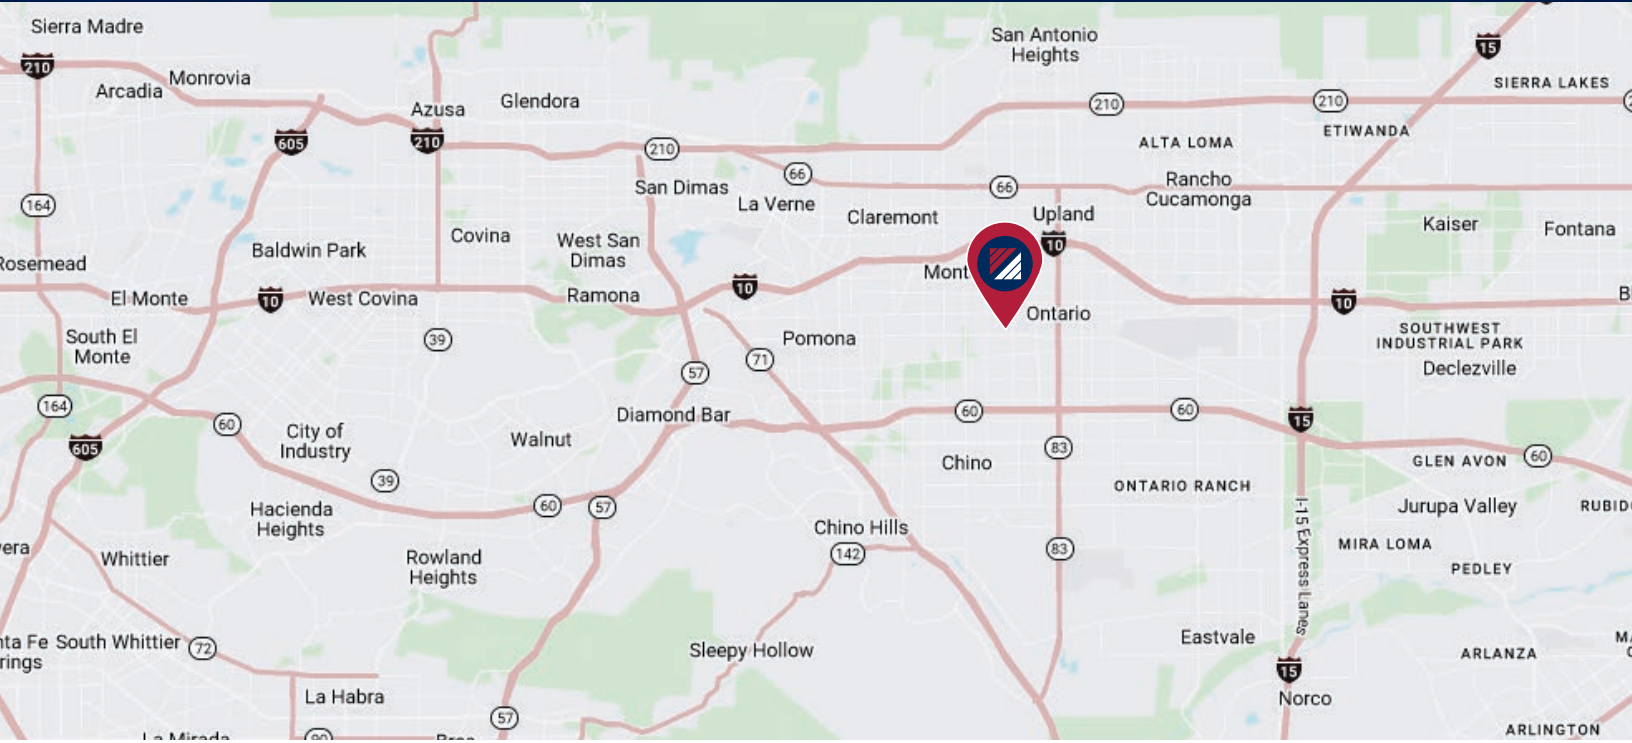 Sierra Madre
San Antonio
Heights
15
210
Monrovia
Arcadia
SIERRA LAKES
Azusa
Glendora
210
210
605
210
210
ETIWANDA
ALTA LOMA
66
San Dimas
66
Rancho
Cucamonga
164
La Verne
Claremont
Upland
Kaiser
Fontana
Covina
West San
Dimas
Baldwin Park
10
Rosemead
Mont
El Monte
10
West Covina
Ramona
10
10
Ontario
South El
Monte
39
Pomona
SOUTHWEST
INDUSTRIAL PARK
Declezville
71
57
164
60
Diamond Bar
60
60
15
605
City of
Industry
Walnut
83
Chino
GLEN AVON
60
39
ONTARIO RANCH
Hacienda
Heights
60
57
Jurupa Valley
I-15 Express Lanes
Chino Hills
142
83
MIRA LOMA
Whittier
Rowland
Heights
PEDLEY
South Whittier
72
Sleepy Hollow
Eastvale
ARLANZA
15
La Habra
Norco
57
ARLINGTON